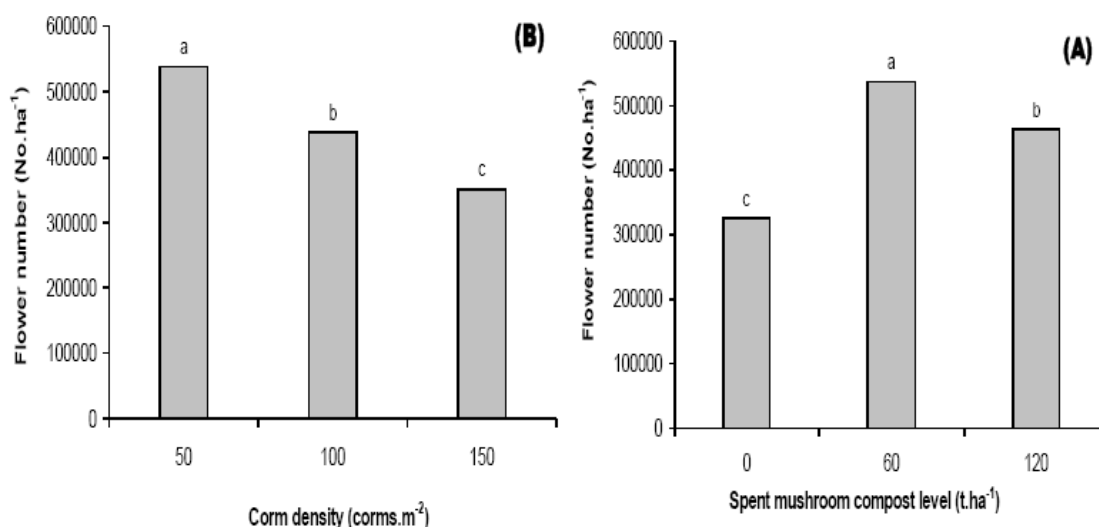 (B)
Flower number (No.ha⁻¹)
600000
500000
400000
300000
200000
100000
0
a
b
c
50 100 150
Corm density (corms.m⁻²)
(A)
Flower number (No.ha⁻¹)
600000
500000
400000
300000
200000
100000
0
c
a
b
0 60 120
Spent mushroom compost level (t.ha⁻¹)